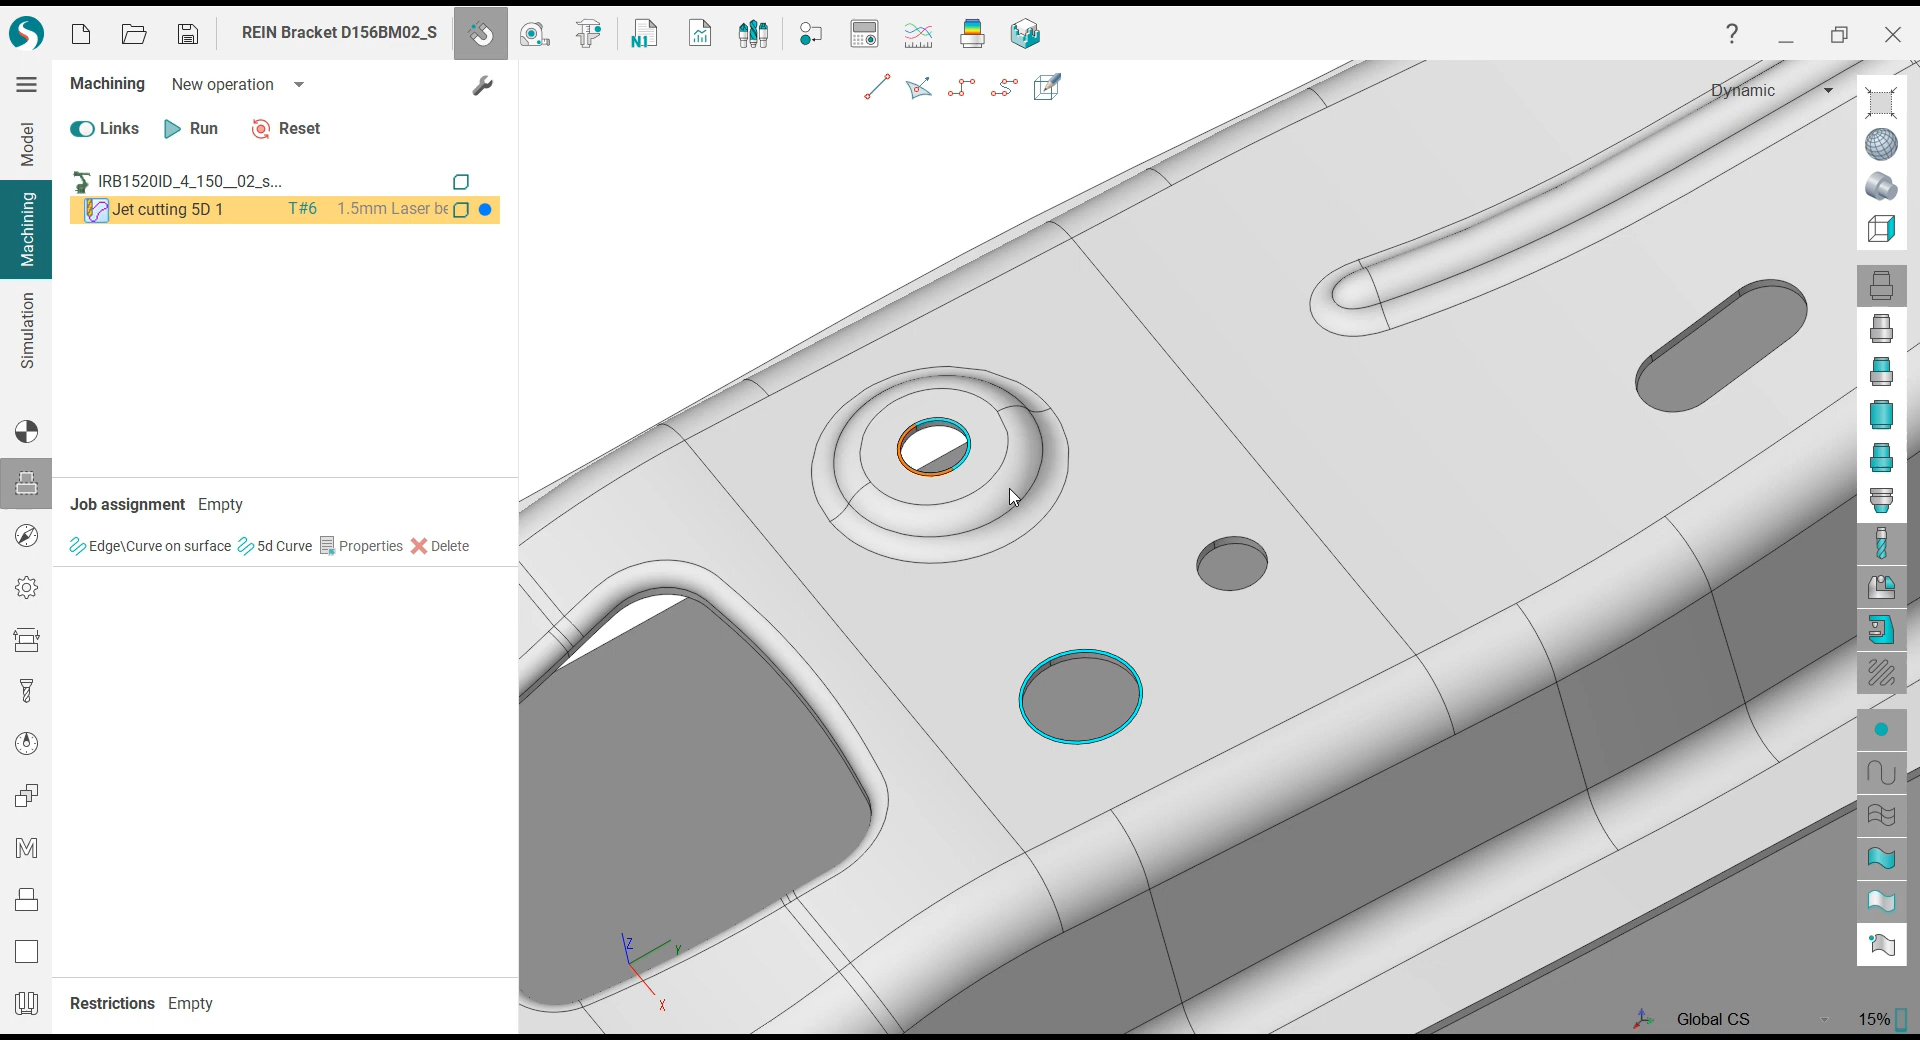 REIN Bracket D156BM02_S
N1
?
Machining New operation
Dynamic
Links Run Reset
Model
IRB1520ID_4_150__02_s...
Jet cutting 5D 1 T#6 1.5mm Laser be
Machining
Simulation
Job assignment Empty
Edge\Curve on surface 5d Curve Properties Delete
M
Z
Y
X
Restrictions Empty
Global CS 15%